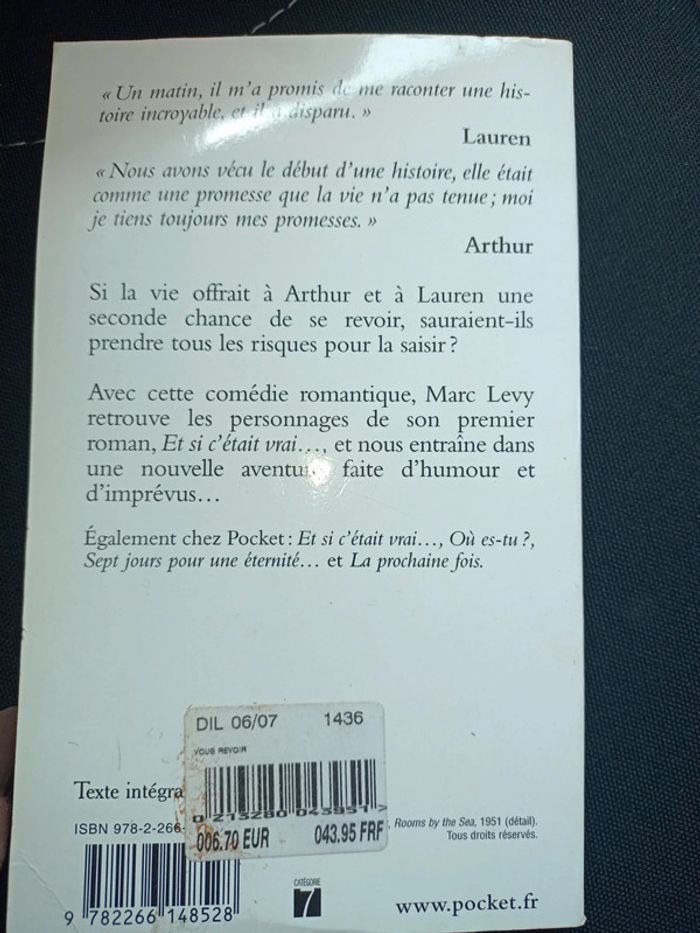 « Un matin, il m'a promis de me raconter une his-
toire incroyable, et il a disparu. »
Lauren
« Nous avons vécu le début d'une histoire, elle était
comme une promesse que la vie n'a pas tenue ; moi
je tiens toujours mes promesses. »
Arthur
Si la vie offrait à Arthur et à Lauren une
seconde chance de se revoir, sauraient-ils
prendre tous les risques pour la saisir ?
Avec cette comédie romantique, Marc Levy
retrouve les personnages de son premier
roman, Et si c'était vrai…, et nous entraîne dans
une nouvelle aventure faite d'humour et
d'imprévus…
Également chez Pocket : Et si c'était vrai…, Où es-tu ?,
Sept jours pour une éternité… et La prochaine fois.
DIL 06/07 1436
VOUS REVOIR
006.70 EUR 043.95 FRF
Texte intégra
ISBN 978-2-266-
Rooms by the Sea, 1951 (détail).
Tous droits réservés.
9 782266 148528
CATÉGORIE
7
www.pocket.fr